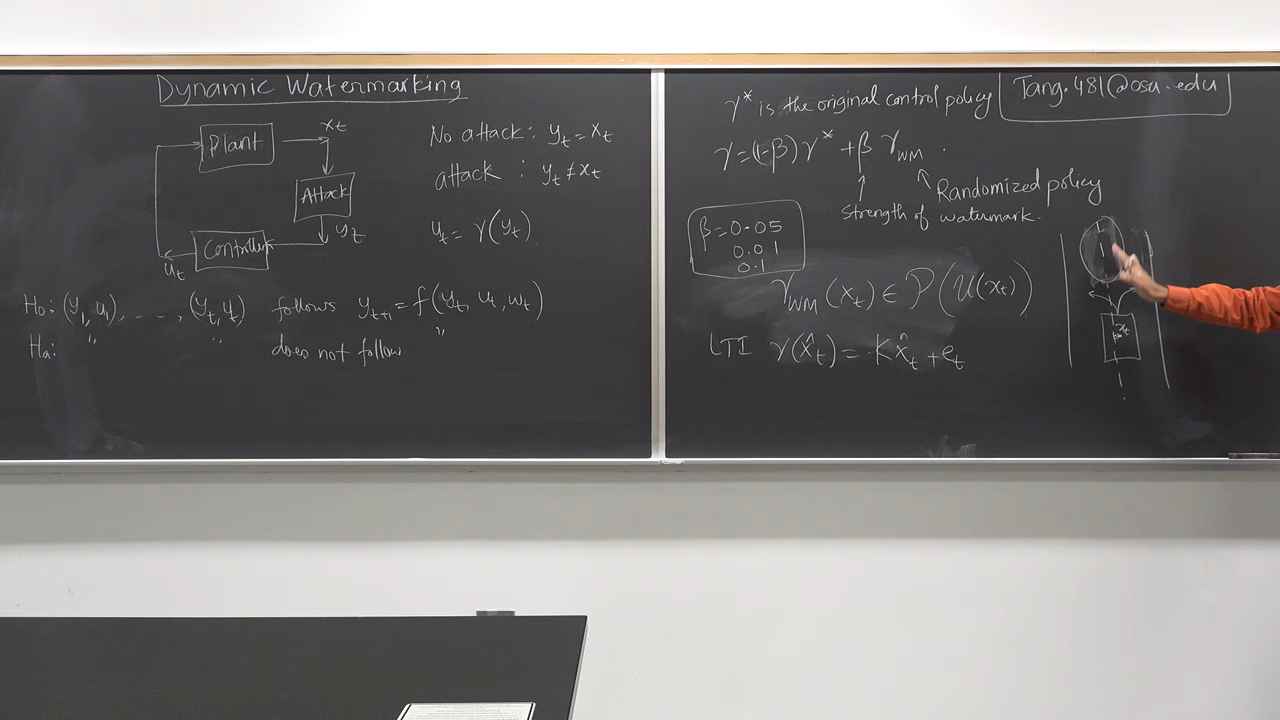 Dynamic Watermarking
Plant
xt
Attack
yt
Controller
ut
No attack: yt = xt
attack : yt ≠ xt
ut = γ(yt)
Ho: (y1, u1), ..., (yt, ut) follows yt+1 = f(yt, ut, wt)
Ha: " " does not follow "
γ* is the original control policy
Tang.481@osu.edu
γ = (1-β)γ* + β γWM .
Randomized policy
strength of watermark.
β = 0.05
0.01
0.1
γWM (xt) ∈ P(U(xt))
LTI γ(x̂t) = Kx̂t + et